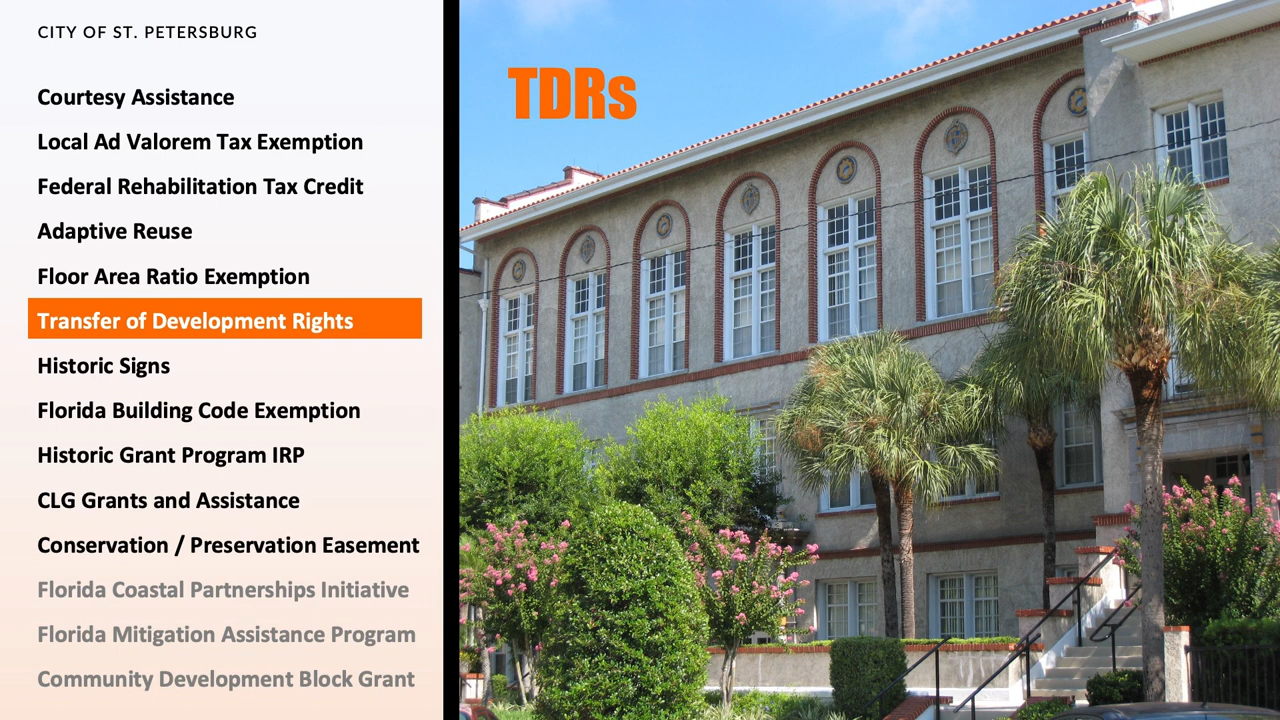 CITY OF ST. PETERSBURG
Courtesy Assistance
Local Ad Valorem Tax Exemption
Federal Rehabilitation Tax Credit
Adaptive Reuse
Floor Area Ratio Exemption
Transfer of Development Rights
Historic Signs
Florida Building Code Exemption
Historic Grant Program IRP
CLG Grants and Assistance
Conservation / Preservation Easement
Florida Coastal Partnerships Initiative
Florida Mitigation Assistance Program
Community Development Block Grant
TDRs